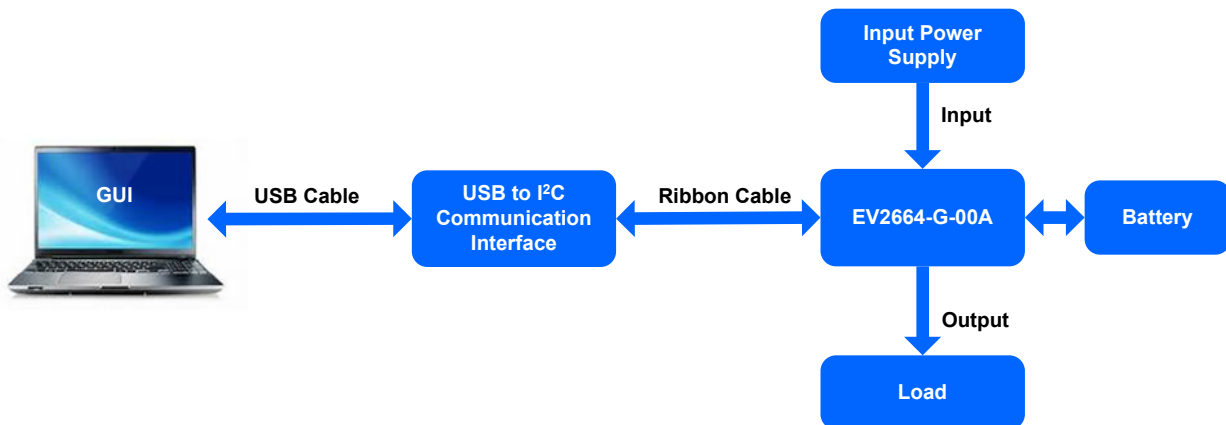 Input Power
Supply
Input
GUI
USB Cable
USB to I²C
Communication
Interface
Ribbon Cable
EV2664-G-00A
Battery
Output
Load